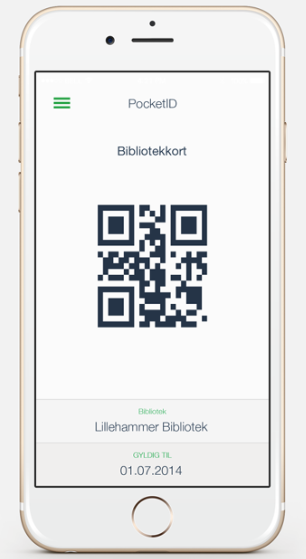 PocketID
Bibliotekkort
Bibliotek
Lillehammer Bibliotek
GYLDIG TIL
01.07.2014